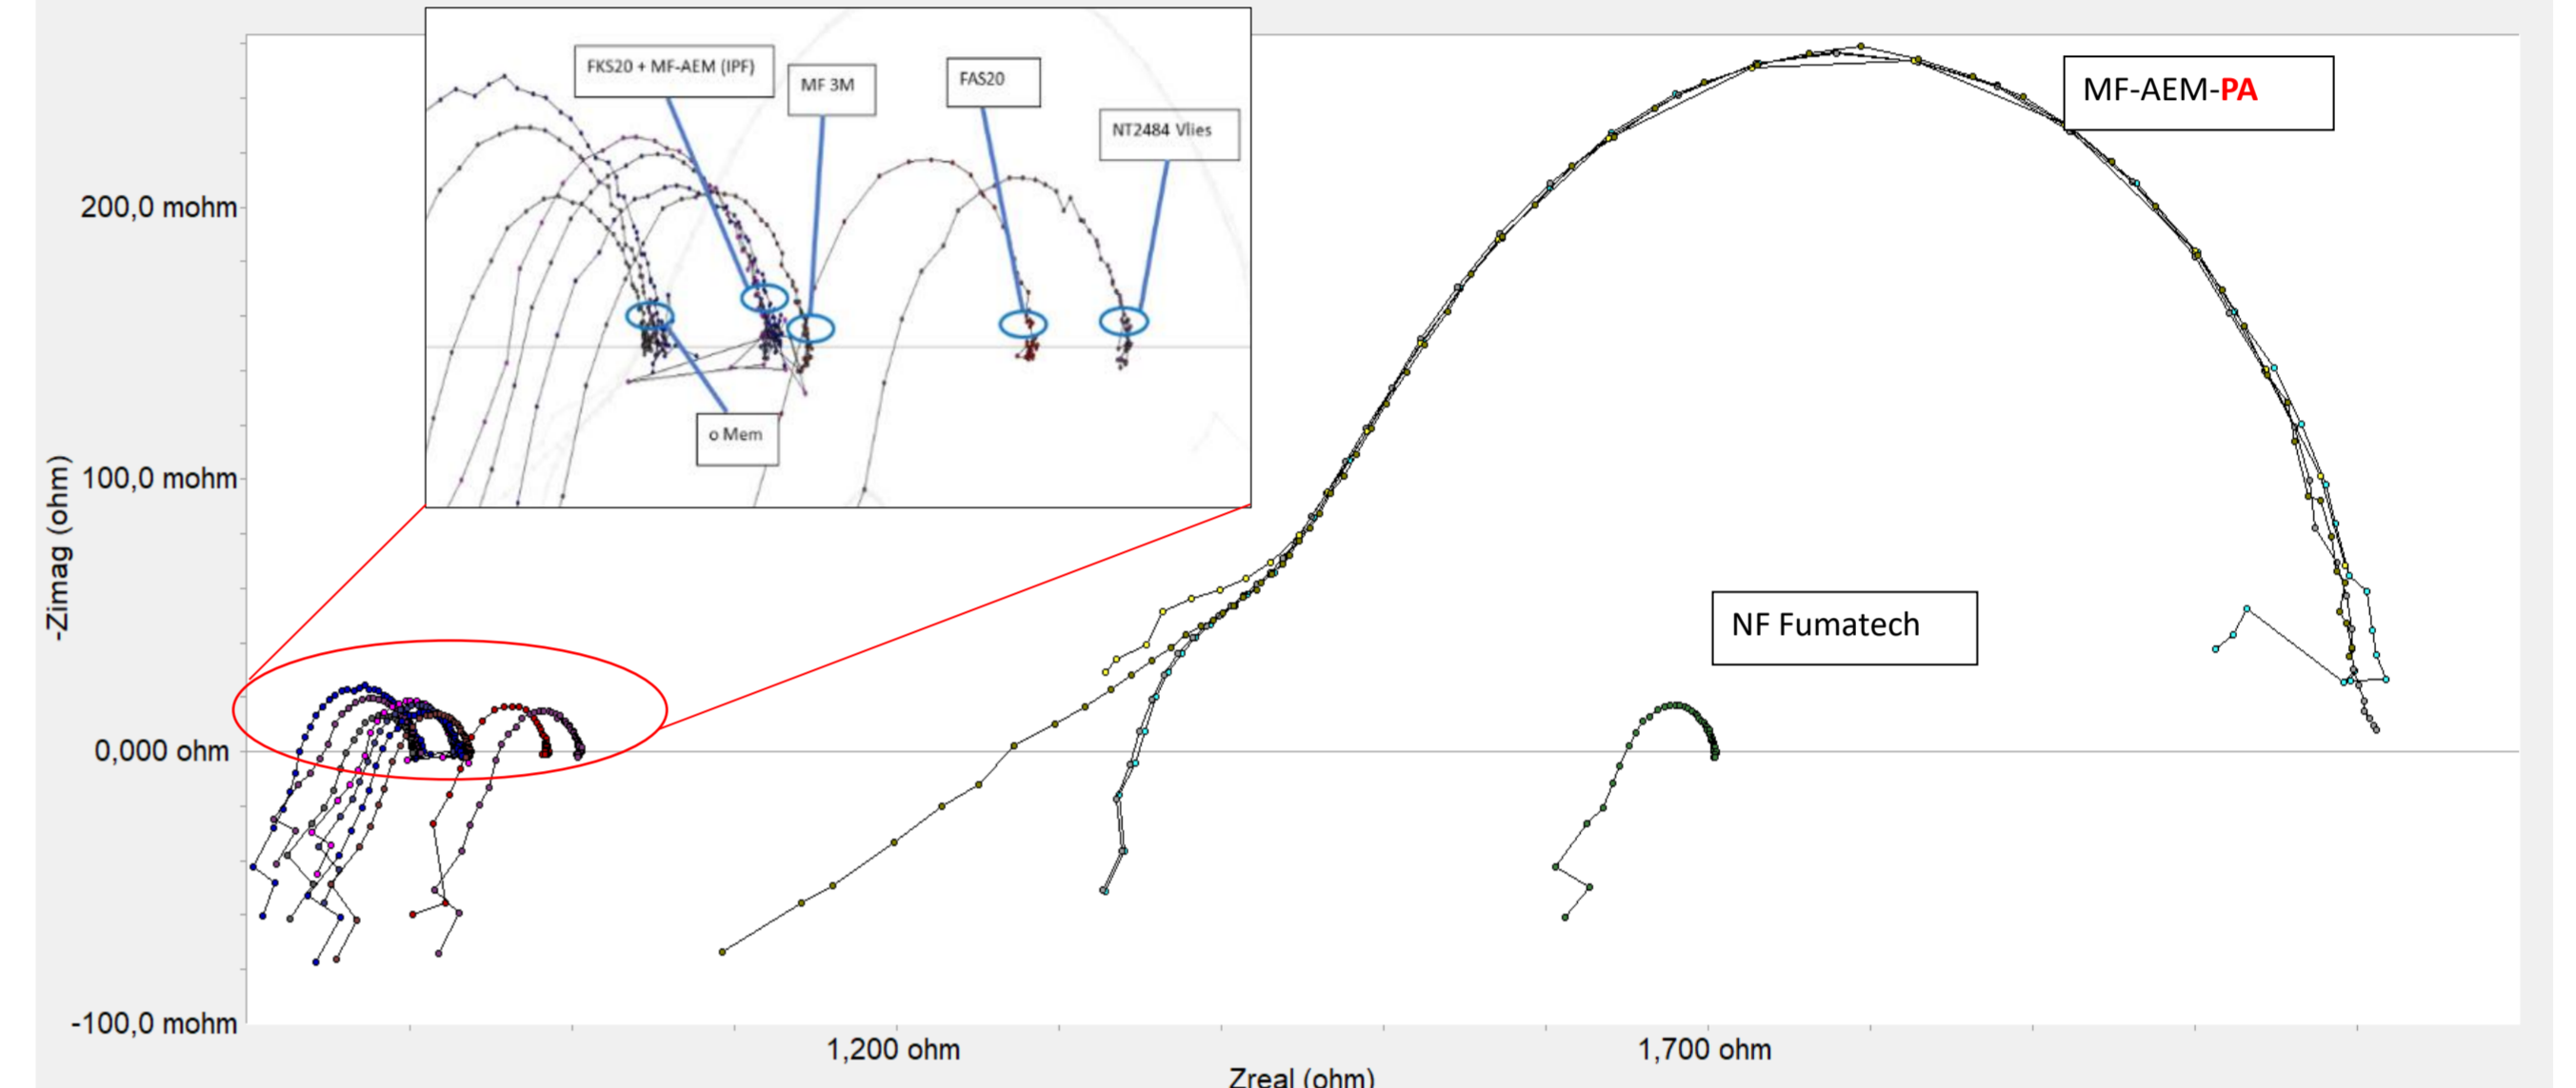 FKS20 + MF-AEM (IPF)
MF 3M
FAS20
NT2484 Vlies
o Mem
MF-AEM-PA
NF Fumatech
-Zimag (ohm)
200,0 mohm
100,0 mohm
0,000 ohm
-100,0 mohm
1,200 ohm
1,700 ohm
Zreal (ohm)